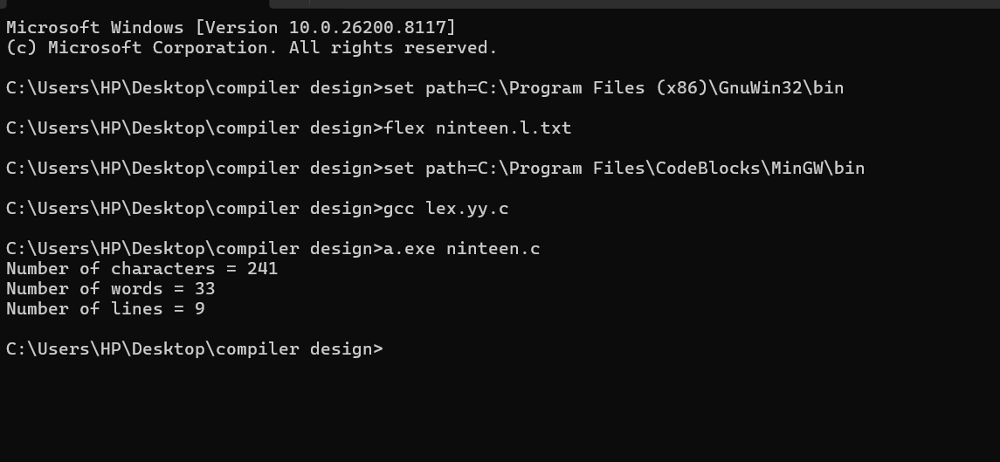 Microsoft Windows [Version 10.0.26200.8117]
(c) Microsoft Corporation. All rights reserved.
C:\Users\HP\Desktop\compiler design>set path=C:\Program Files (x86)\GnuWin32\bin
C:\Users\HP\Desktop\compiler design>flex ninteen.l.txt
C:\Users\HP\Desktop\compiler design>set path=C:\Program Files\CodeBlocks\MinGW\bin
C:\Users\HP\Desktop\compiler design>gcc lex.yy.c
C:\Users\HP\Desktop\compiler design>a.exe ninteen.c
Number of characters = 241
Number of words = 33
Number of lines = 9
C:\Users\HP\Desktop\compiler design>